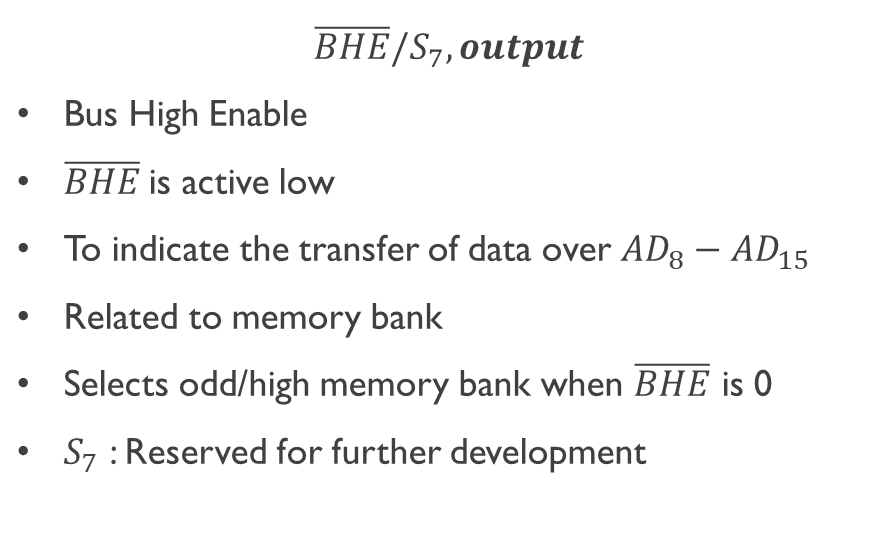 $\overline{BHE}/S_7$, output
• Bus High Enable
• $\overline{BHE}$ is active low
• To indicate the transfer of data over $AD_8 - AD_{15}$
• Related to memory bank
• Selects odd/high memory bank when $\overline{BHE}$ is 0
• $S_7$ : Reserved for further development